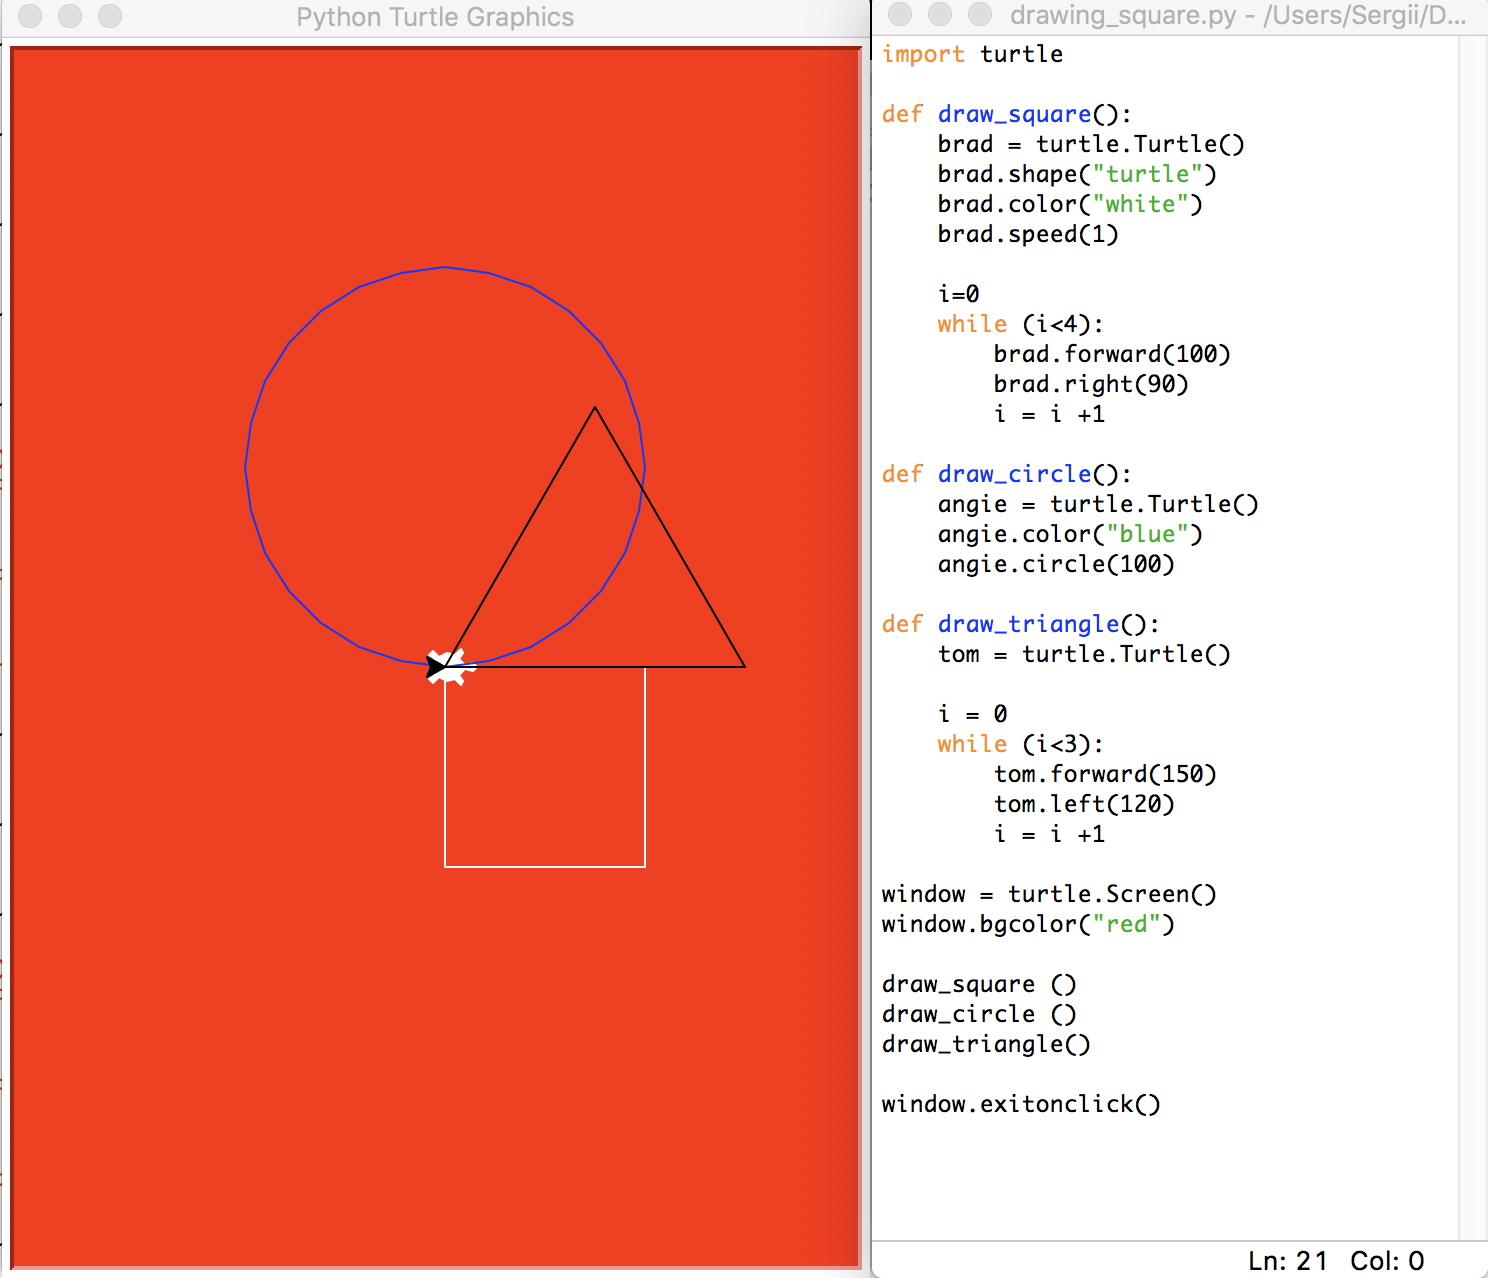 Python Turtle Graphics
drawing_square.py - /Users/Sergii/D...
import turtle
def draw_square():
    brad = turtle.Turtle()
    brad.shape("turtle")
    brad.color("white")
    brad.speed(1)
    i=0
    while (i<4):
        brad.forward(100)
        brad.right(90)
        i = i +1
def draw_circle():
    angie = turtle.Turtle()
    angie.color("blue")
    angie.circle(100)
def draw_triangle():
    tom = turtle.Turtle()
    i = 0
    while (i<3):
        tom.forward(150)
        tom.left(120)
        i = i +1
window = turtle.Screen()
window.bgcolor("red")
draw_square ()
draw_circle ()
draw_triangle()
window.exitonclick()
Ln: 21 Col: 0